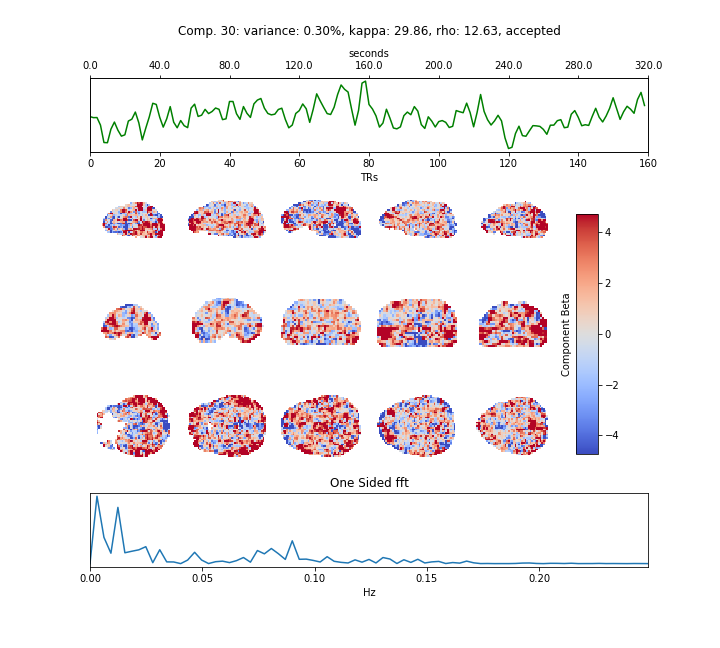 Comp. 30: variance: 0.30%, kappa: 29.86, rho: 12.63, accepted
seconds
0.0 40.0 80.0 120.0 160.0 200.0 240.0 280.0 320.0
0 20 40 60 80 100 120 140 160
TRs
4
2
0
−2
−4
Component Beta
One Sided fft
0.00 0.05 0.10 0.15 0.20
Hz